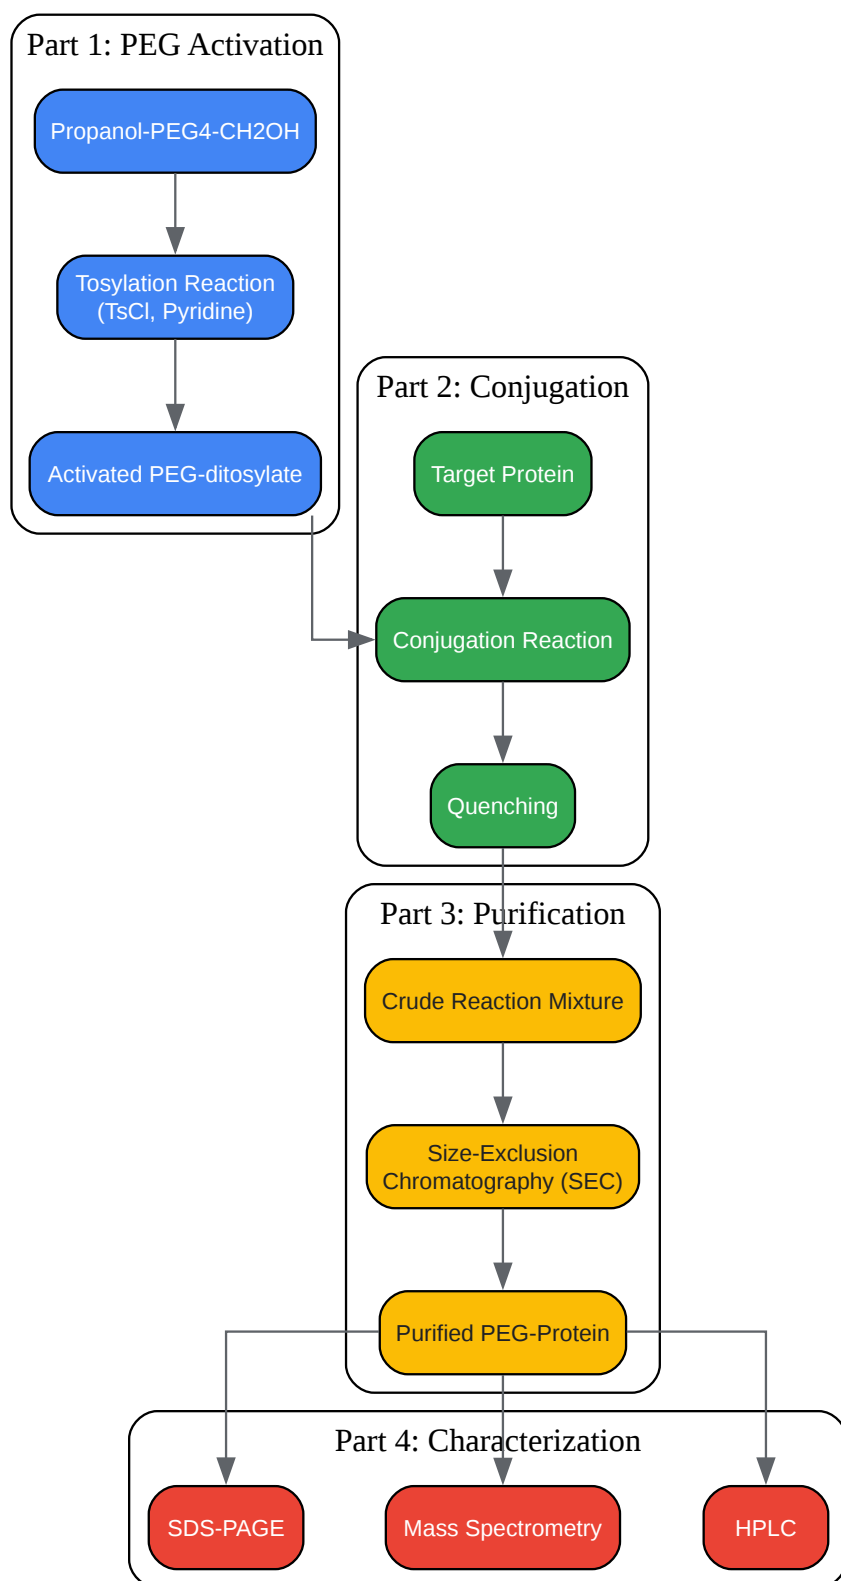 Part 1: PEG Activation
Propanol-PEG4-CH2OH
Tosylation Reaction
(TsCl, Pyridine)
Activated PEG-ditosylate
Part 2: Conjugation
Target Protein
Conjugation Reaction
Quenching
Part 3: Purification
Crude Reaction Mixture
Size-Exclusion
Chromatography (SEC)
Purified PEG-Protein
Part 4: Characterization
SDS-PAGE
Mass Spectrometry
HPLC